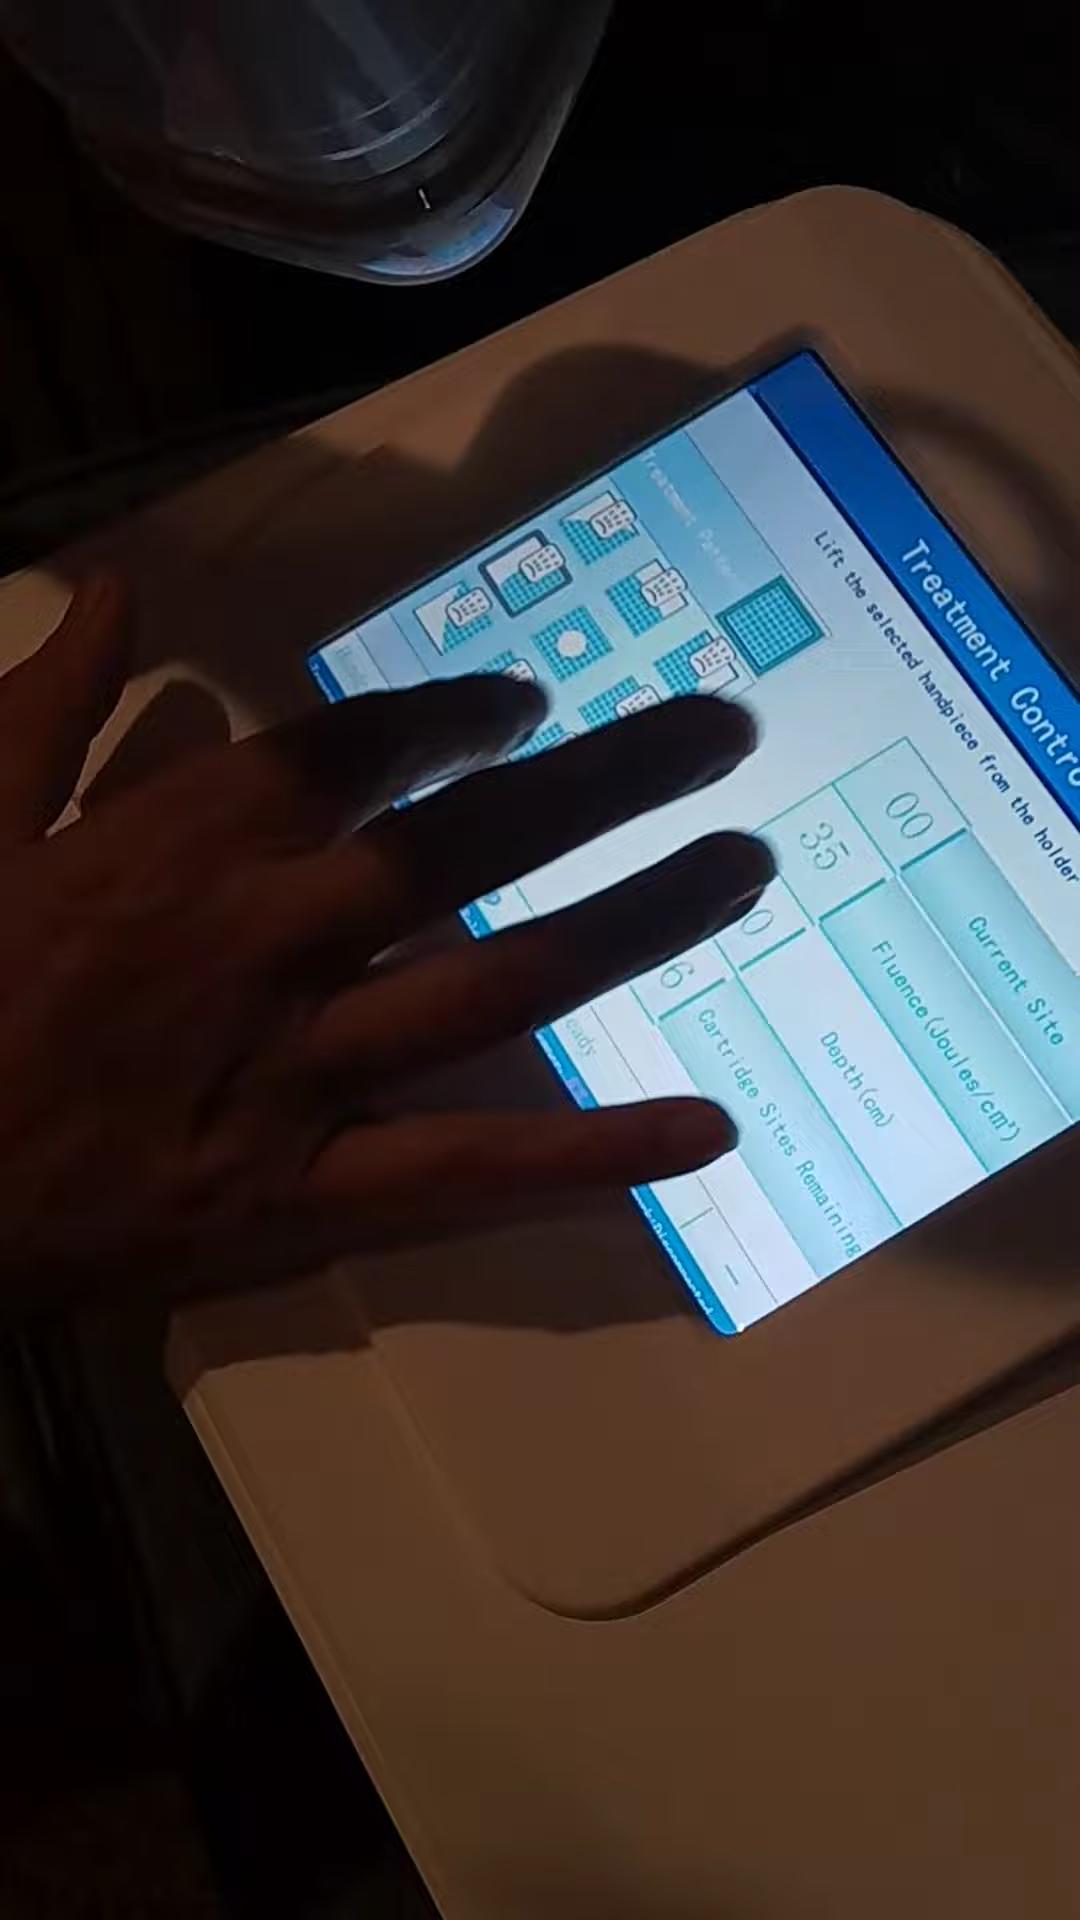 Treatment Contro
Lift the selected handpiece from the holder
Treatment
00
Current Site
35
Fluence(Joules/cm²)
0
Depth(cm)
6
Cartridge Sites Remaining
eady